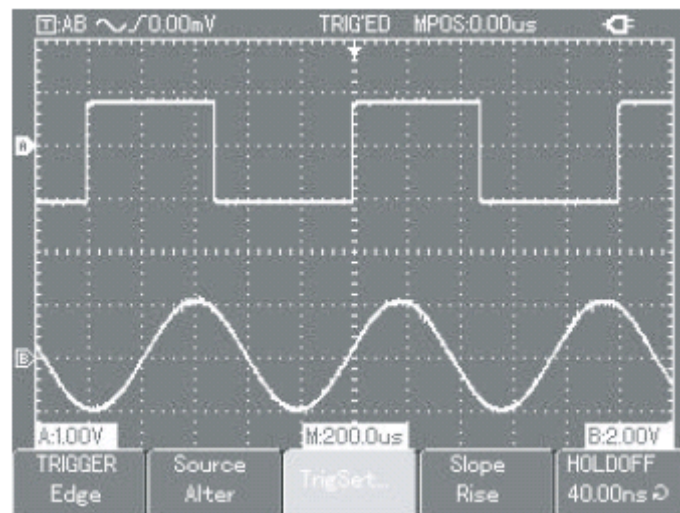 T:AB 0.00mV TRIG'ED MPOS:0.00us
A
B
A:1.00V M:200.0us B:2.00V
TRIGGER Source TrigSet... Slope HOLDOFF
Edge Alter Rise 40.00ns